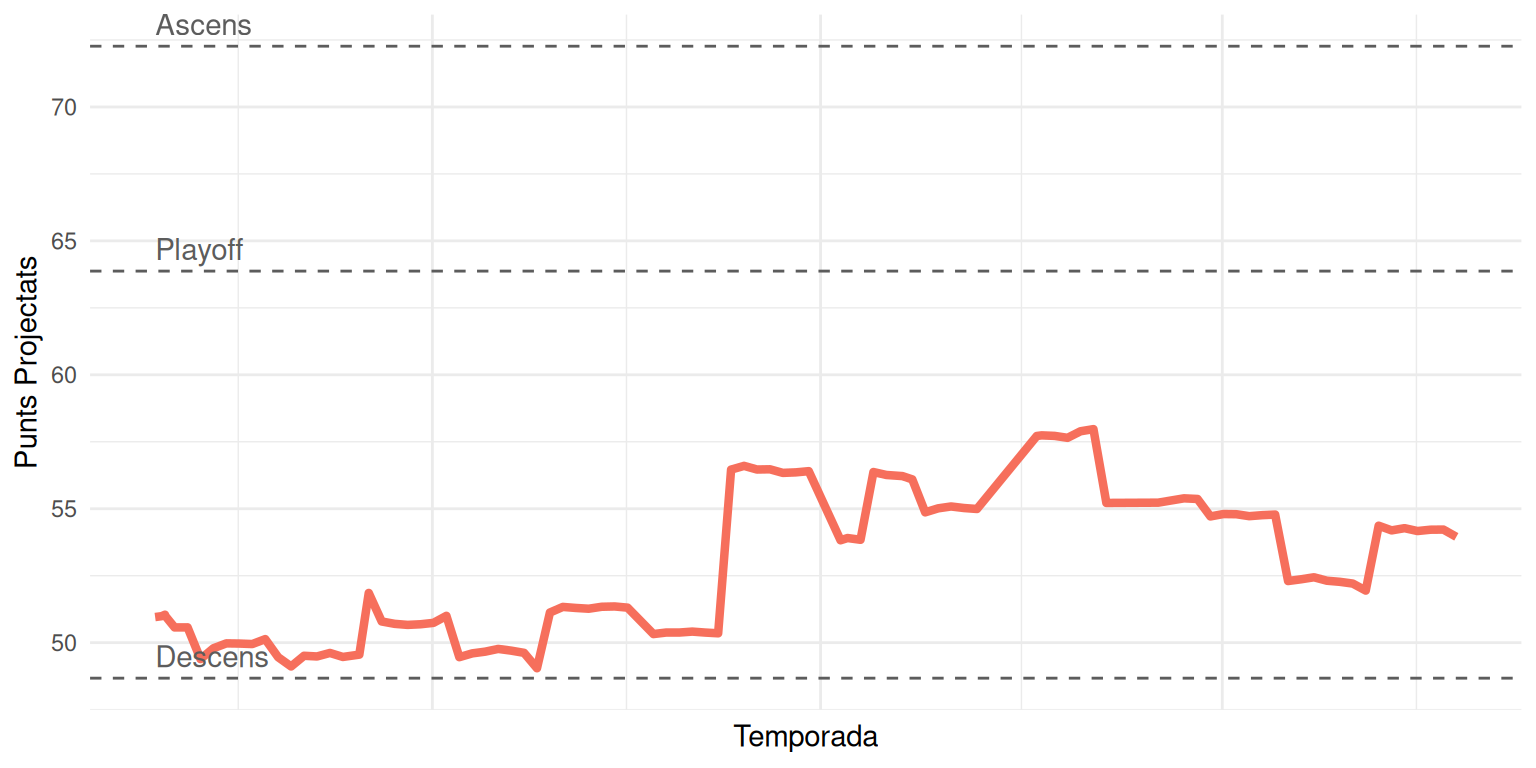 Ascens
70
Playoff
65
60
55
50
Descens
Punts Projectats
Temporada